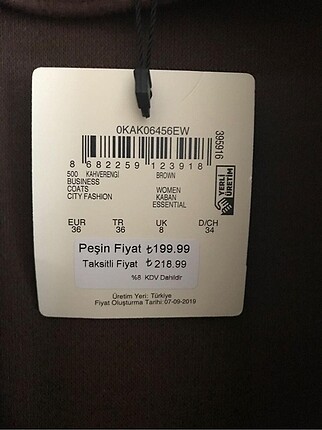 0KAK06456EW
395916
8 682259 123918
500 KAHVERENGİ BROWN
BUSINESS
COATS WOMEN
CITY FASHION KABAN
ESSENTIAL
YERLİ
ÜRETİM
EUR TR UK D/CH
36 36 8 34
Peşin Fiyat ₺199.99
Taksitli Fiyat ₺218.99
%8 KDV Dahildir
Üretim Yeri: Türkiye
Fiyat Oluşturma Tarihi:07-09-2019